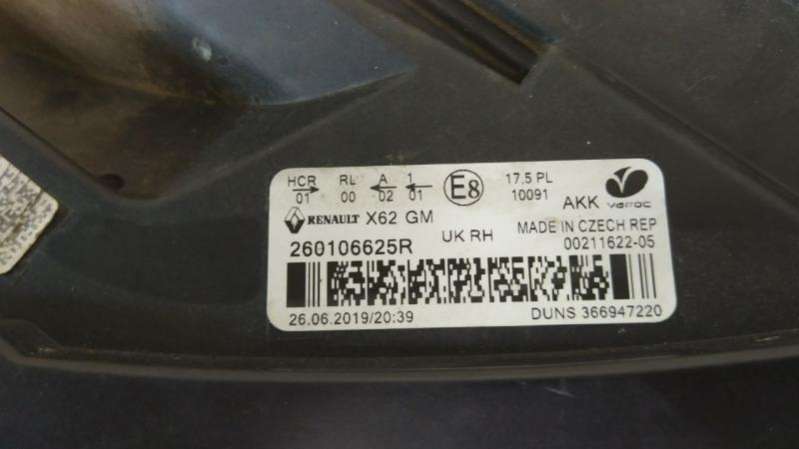 HCR RL A 1 E8 17,5 PL
01 00 02 01 10091 AKK varoc
RENAULT X62 GM MADE IN CZECH REP
260106625R UK RH 00211622-05
26.06.2019/20:39 DUNS 366947220